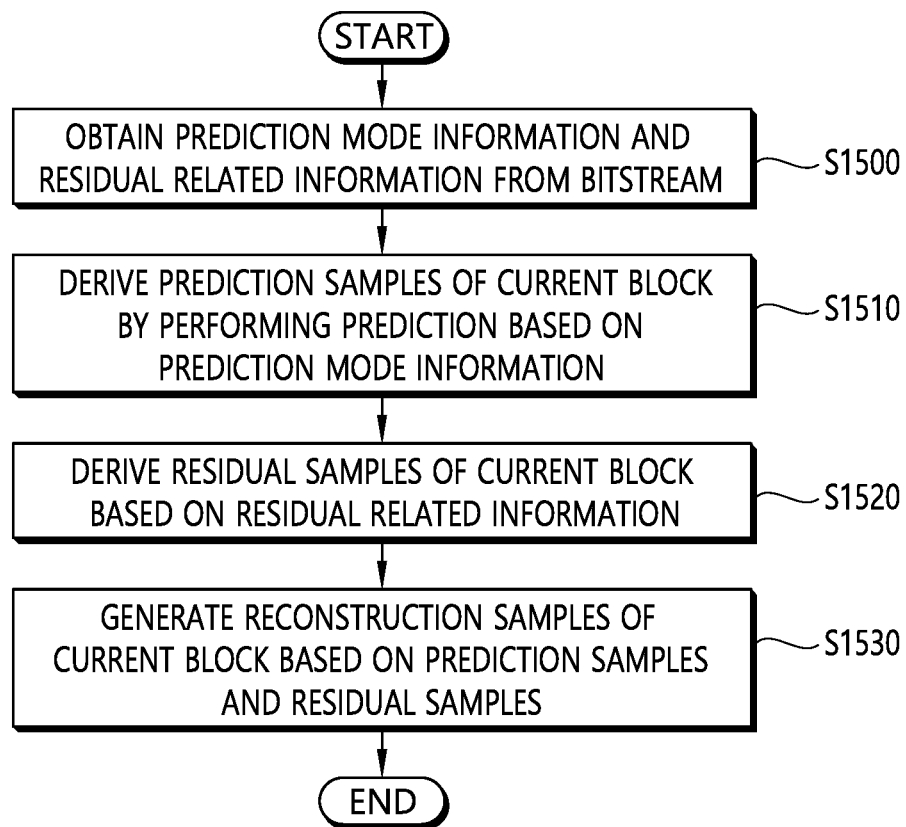 START
OBTAIN PREDICTION MODE INFORMATION AND
RESIDUAL RELATED INFORMATION FROM BITSTREAM
S1500
DERIVE PREDICTION SAMPLES OF CURRENT BLOCK
BY PERFORMING PREDICTION BASED ON
PREDICTION MODE INFORMATION
S1510
DERIVE RESIDUAL SAMPLES OF CURRENT BLOCK
BASED ON RESIDUAL RELATED INFORMATION
S1520
GENERATE RECONSTRUCTION SAMPLES OF
CURRENT BLOCK BASED ON PREDICTION SAMPLES
AND RESIDUAL SAMPLES
S1530
END